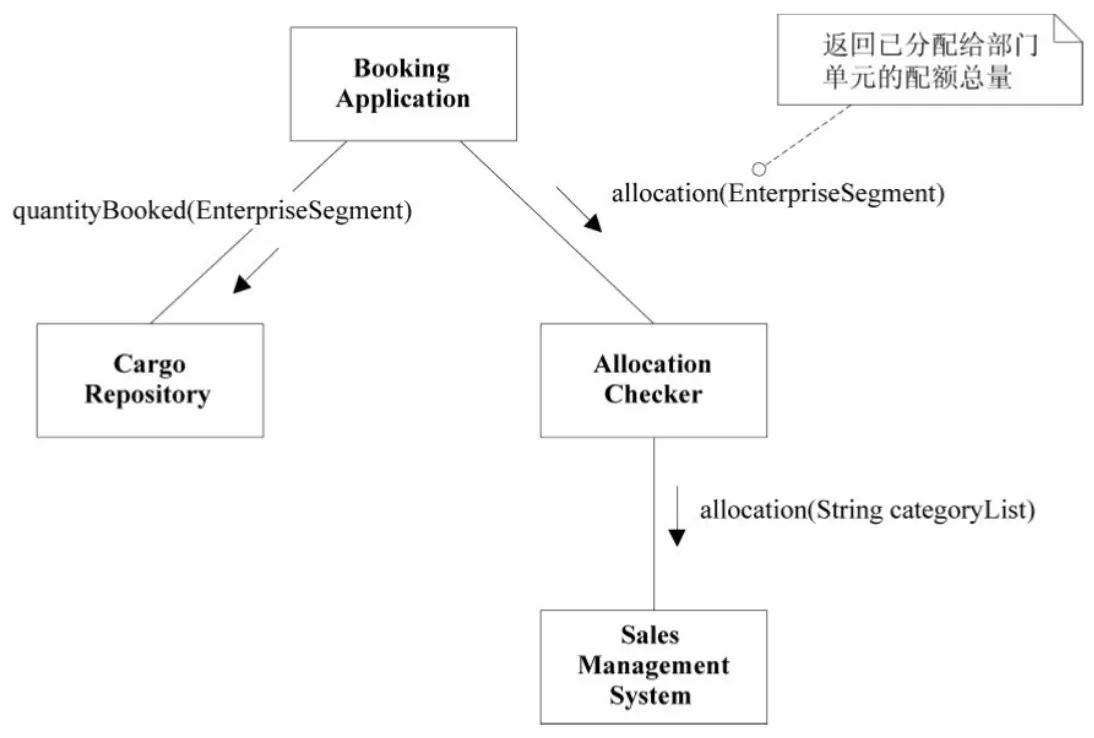 Booking
Application
返回已分配给部门
单元的配额总量
quantityBooked(EnterpriseSegment)
allocation(EnterpriseSegment)
Cargo
Repository
Allocation
Checker
allocation(String categoryList)
Sales
Management
System